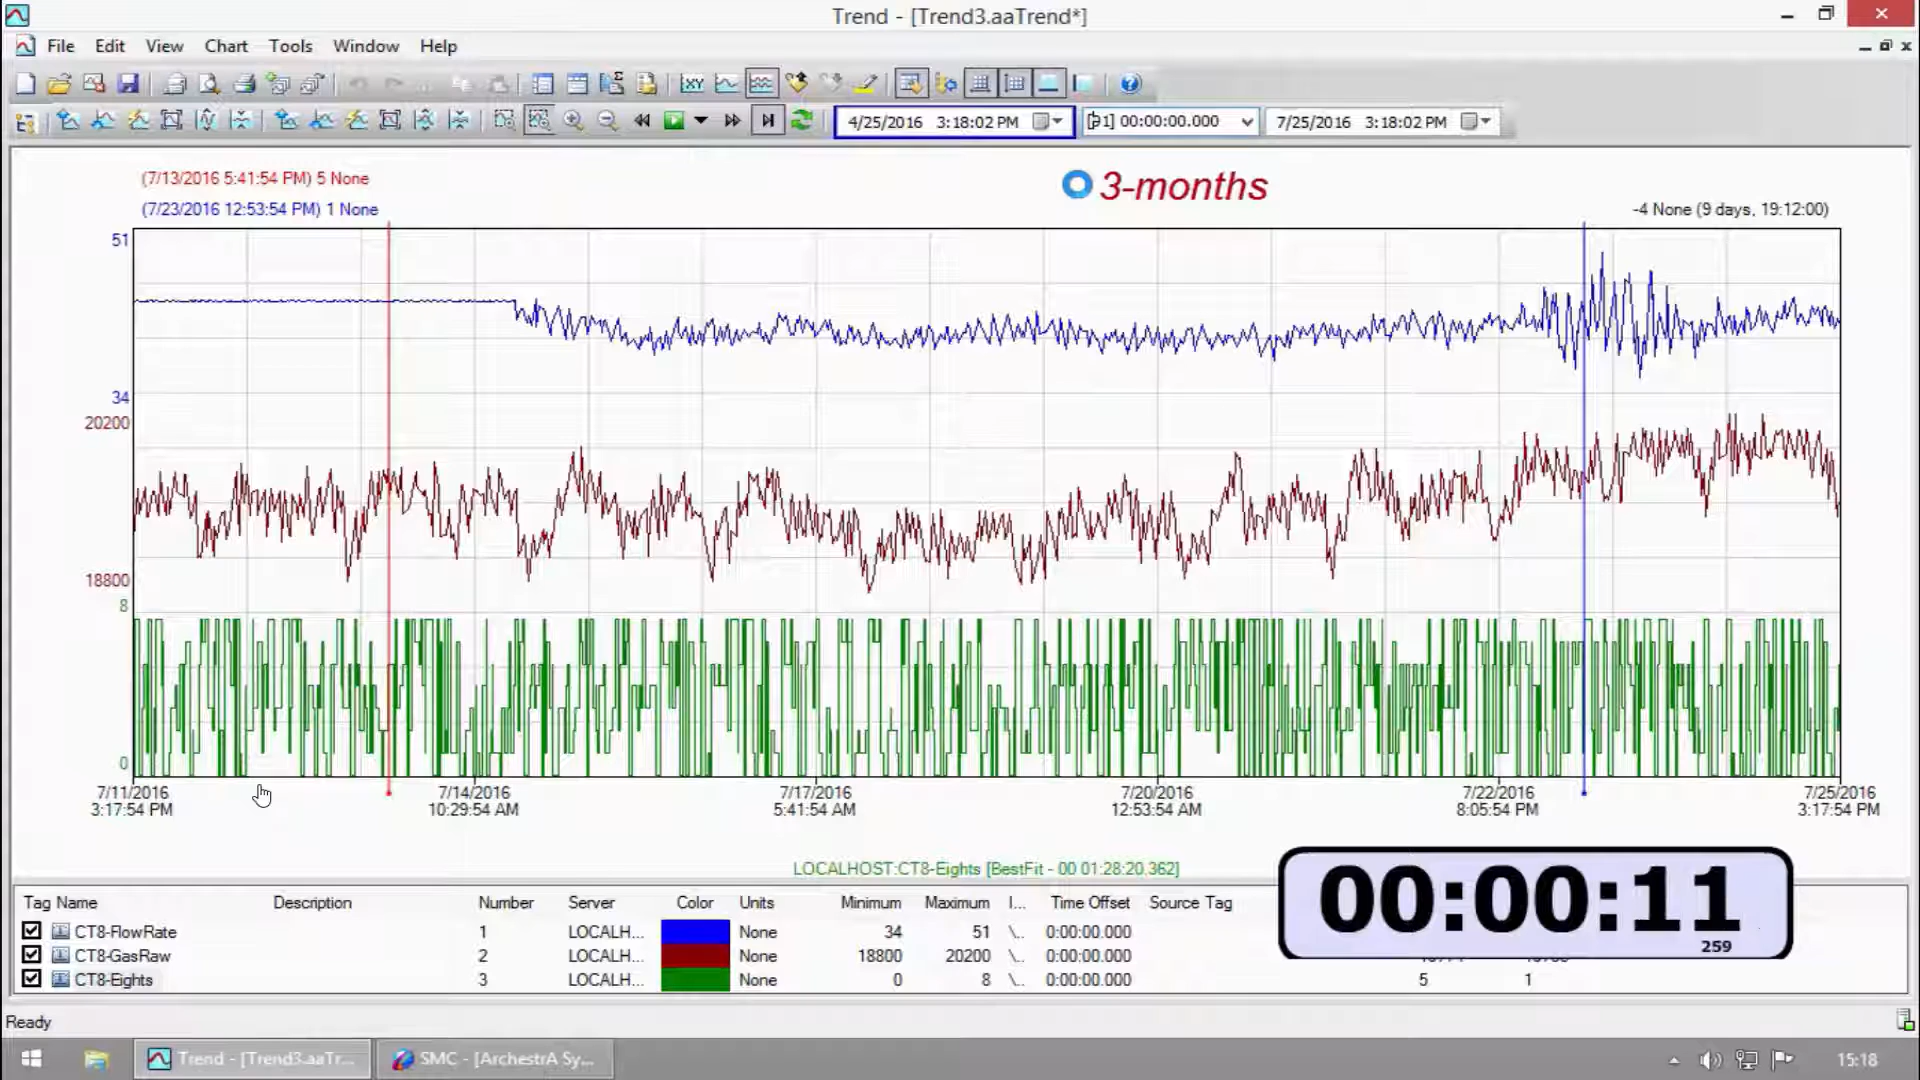 Trend - [Trend3.aaTrend*]
File Edit View Chart Tools Window Help
4/25/2016 3:18:02 PM 00:00:00.000 7/25/2016 3:18:02 PM
(7/13/2016 5:41:54 PM) 5 None
3-months
(7/23/2016 12:53:54 PM) 1 None
-4 None (9 days, 19:12:00)
51
34
20200
18800
8
0
7/11/2016 7/14/2016 7/17/2016 7/20/2016 7/22/2016 7/25/2016
3:17:54 PM 10:29:54 AM 5:41:54 AM 12:53:54 AM 8:05:54 PM 3:17:54 PM
LOCALHOST:CT8-Eights [BestFit - 00 01:28:20.362]
00:00:11
259
Tag Name Description Number Server Color Units Minimum Maximum I... Time Offset Source Tag
CT8-FlowRate 1 LOCALH... None 34 51 \.. 0:00:00.000
CT8-GasRaw 2 LOCALH... None 18800 20200 \.. 0:00:00.000
CT8-Eights 3 LOCALH... None 0 8 \.. 0:00:00.000 5 1
Ready
Trend - [Trend3.aaTr... SMC - [ArchestrA Sy... 15:18